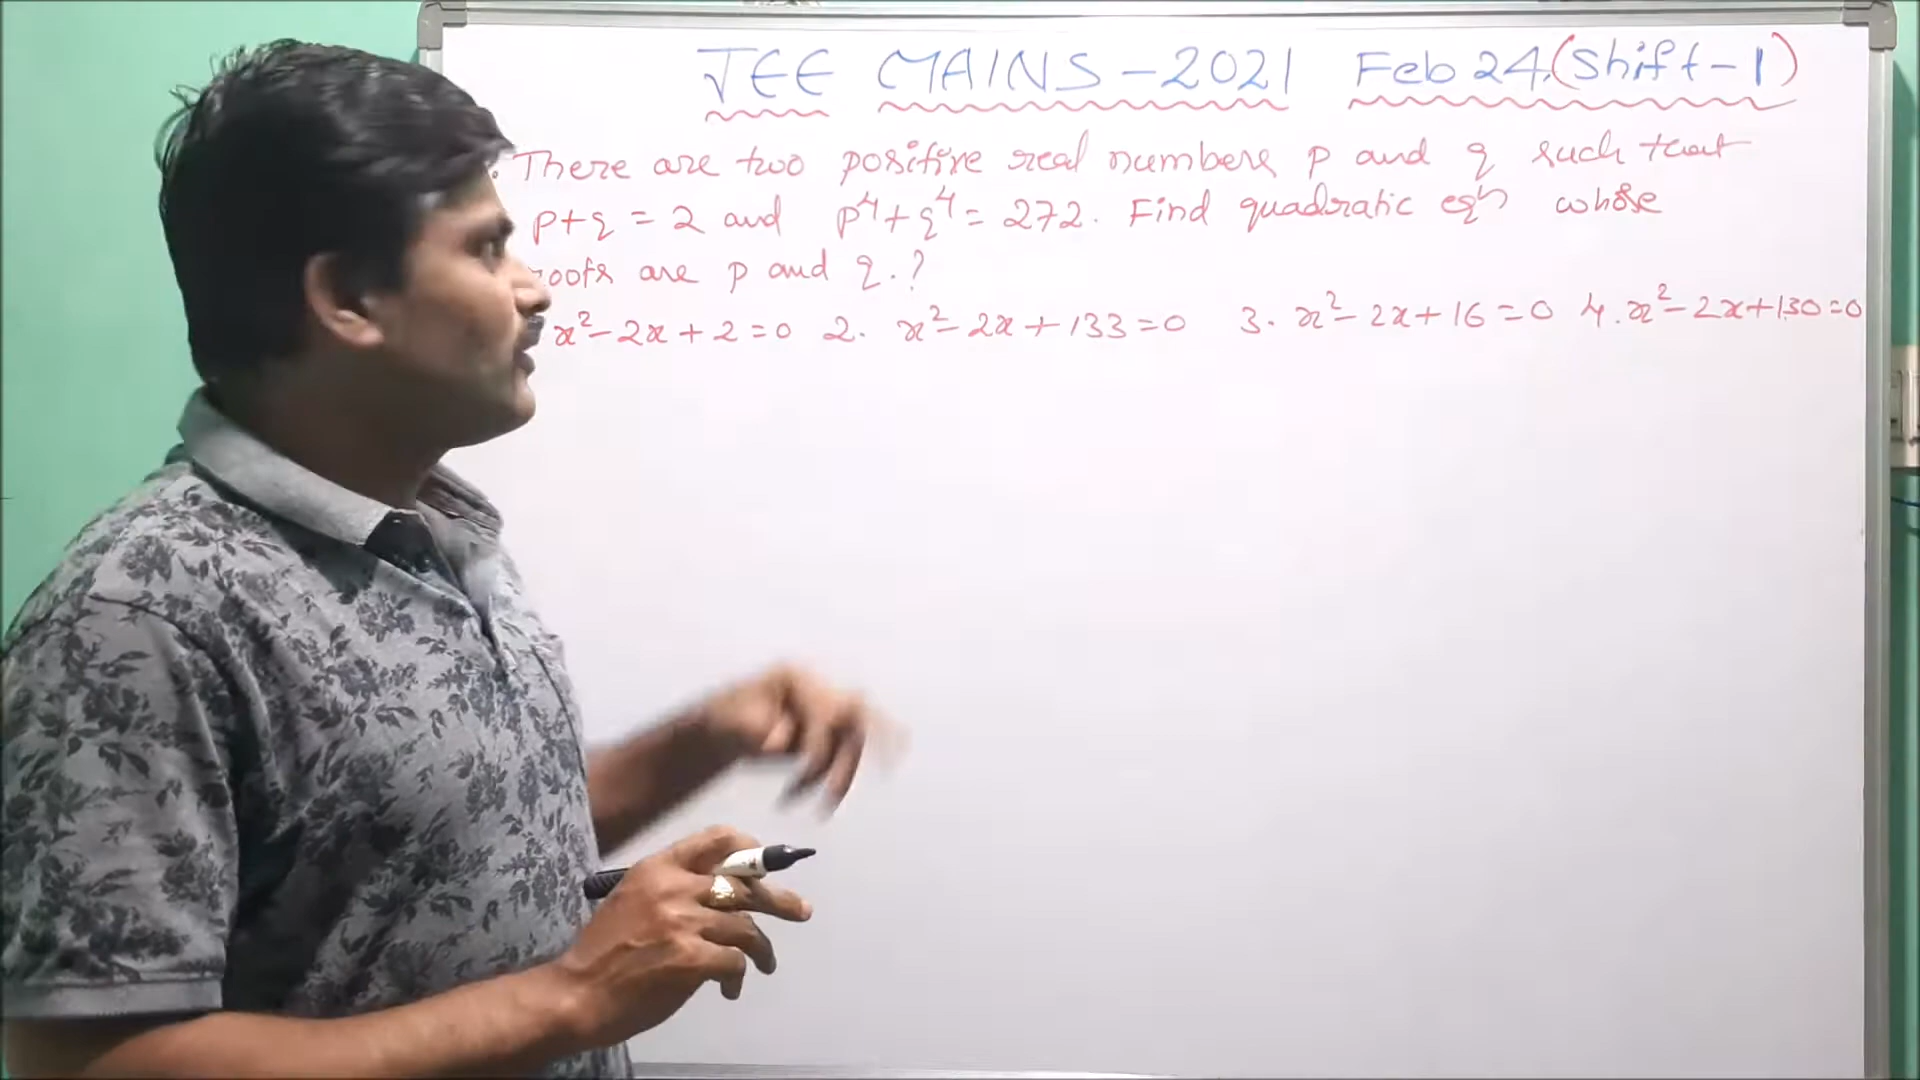 JEE MAINS-2021 Feb 24,(Shift-1)
There are two positive real numbers p and q such that
p+q = 2 and p⁴+q⁴ = 272. Find quadratic eqn whose
roots are p and q.?
x²-2x+2=0 2. x²-2x+133=0 3. x²-2x+16=0 4. x²-2x+130=0